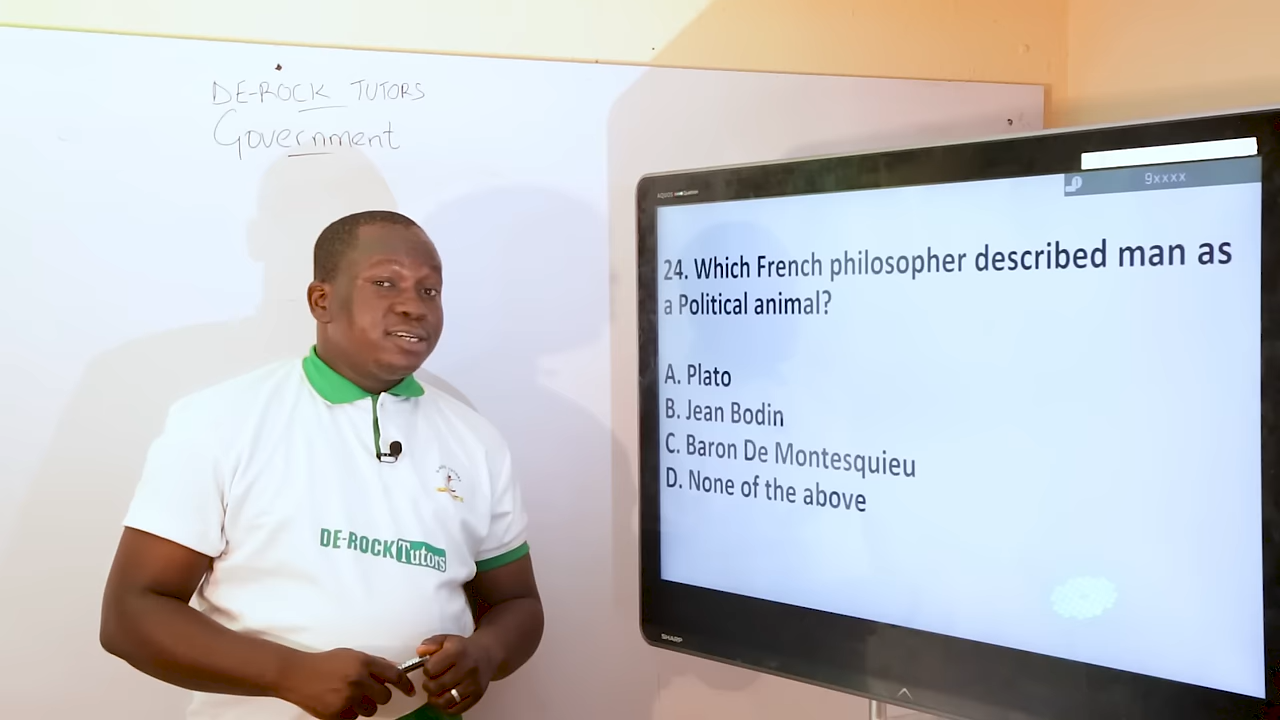 DE-ROCK TUTORS
Government
9xxxx
24. Which French philosopher described man as
a Political animal?
A. Plato
B. Jean Bodin
C. Baron De Montesquieu
D. None of the above
DE-ROCK Tutors
SHARP